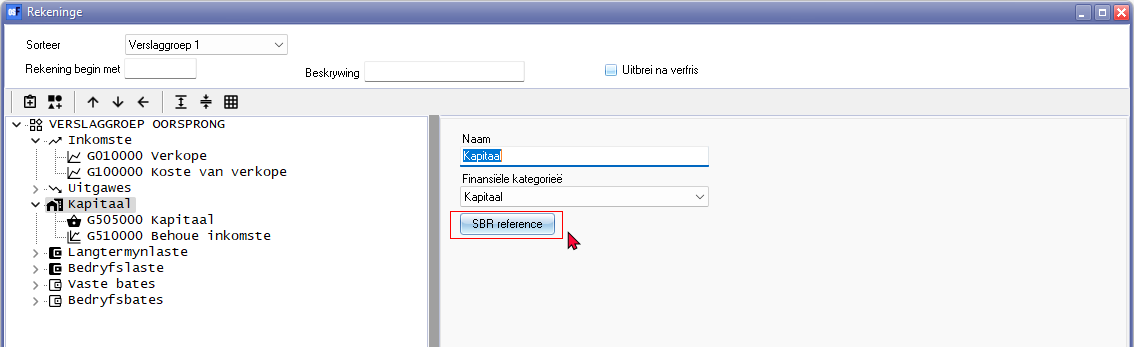 Rekeninge
Sorteer
Verslaggroep 1
Rekening begin met
Beskrywing
Uitbrei na verfris
VERSLAGGROEP OORSPRONG
Inkomste
G010000 Verkope
G100000 Koste van verkope
Uitgawes
Kapitaal
G505000 Kapitaal
G510000 Behoue inkomste
Langtermynlaste
Bedryfslaste
Vaste bates
Bedryfsbates
Naam
Kapitaal
Finansiële kategorieë
Kapitaal
SBR reference